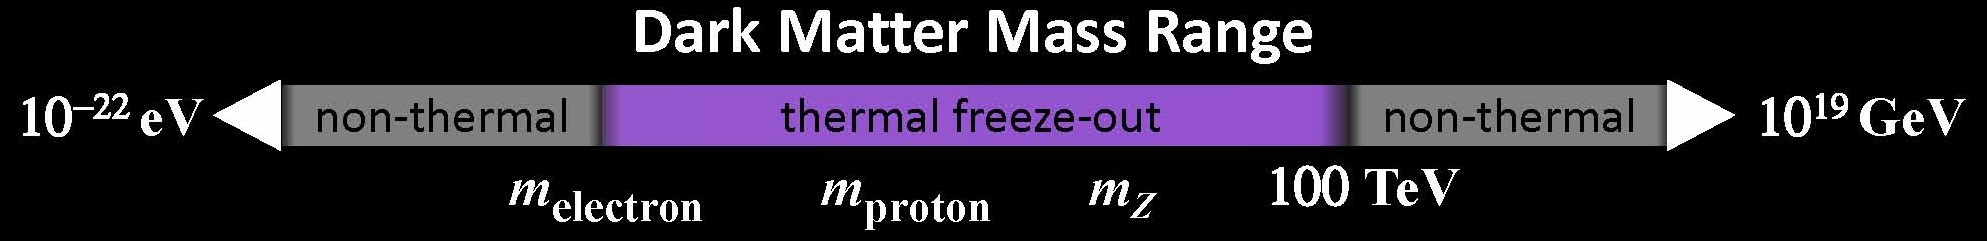 Dark Matter Mass Range
10⁻²² eV non-thermal thermal freeze-out non-thermal 10¹⁹ GeV
m_electron m_proton m_Z 100 TeV